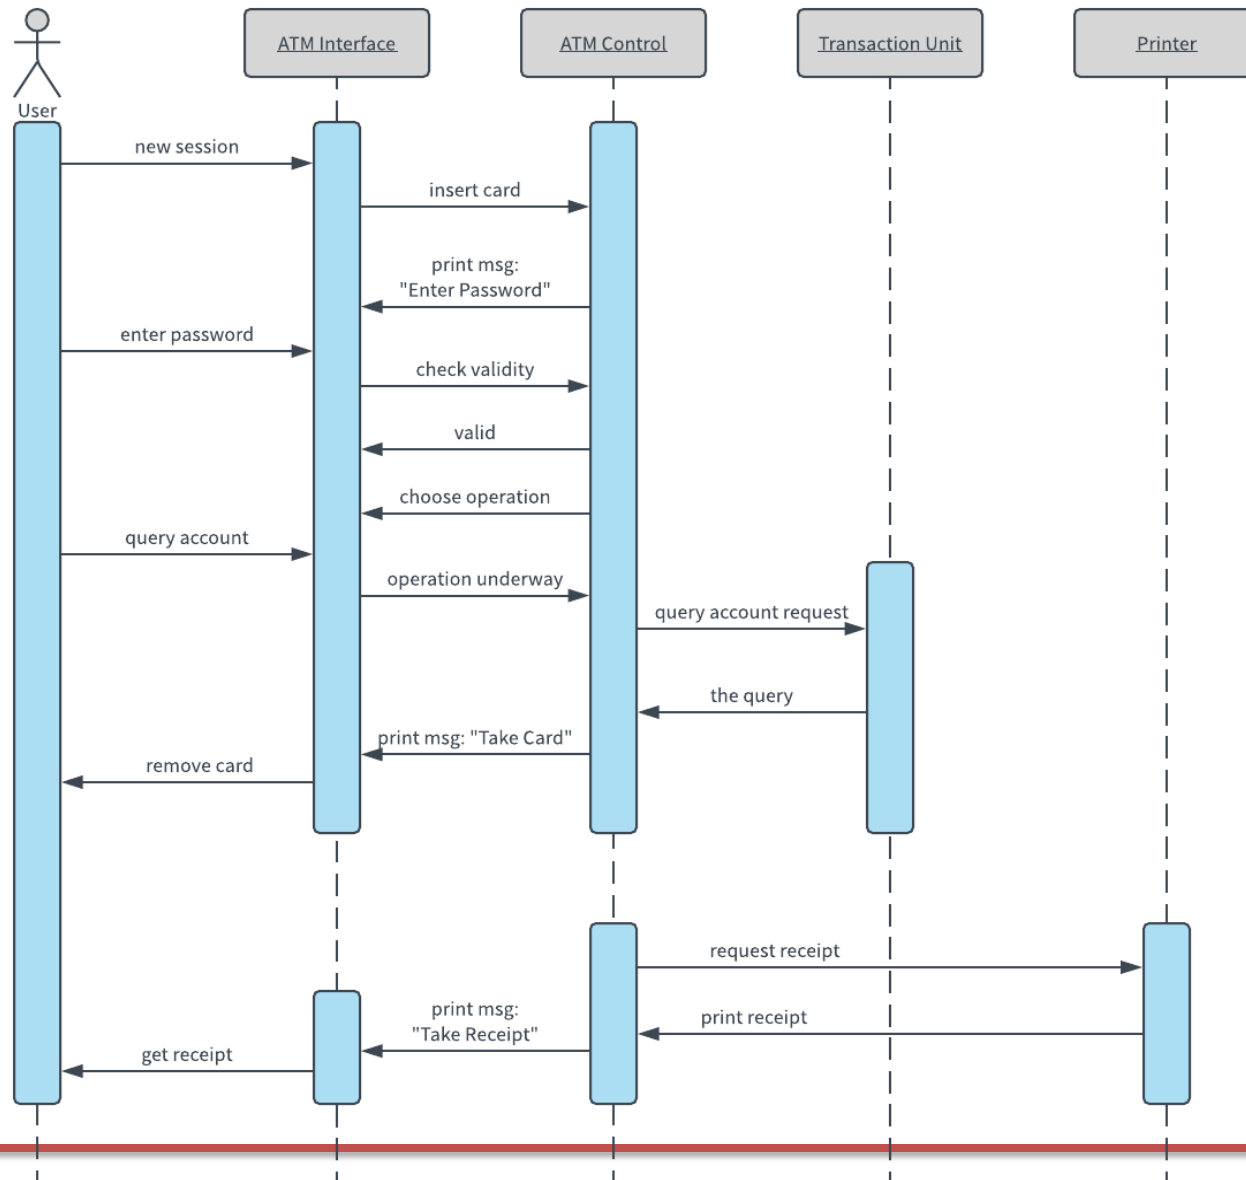 ATM Interface
ATM Control
Transaction Unit
Printer
User
new session
insert card
print msg:
"Enter Password"
enter password
check validity
valid
choose operation
query account
operation underway
query account request
the query
print msg: "Take Card"
remove card
request receipt
print msg:
"Take Receipt"
print receipt
get receipt